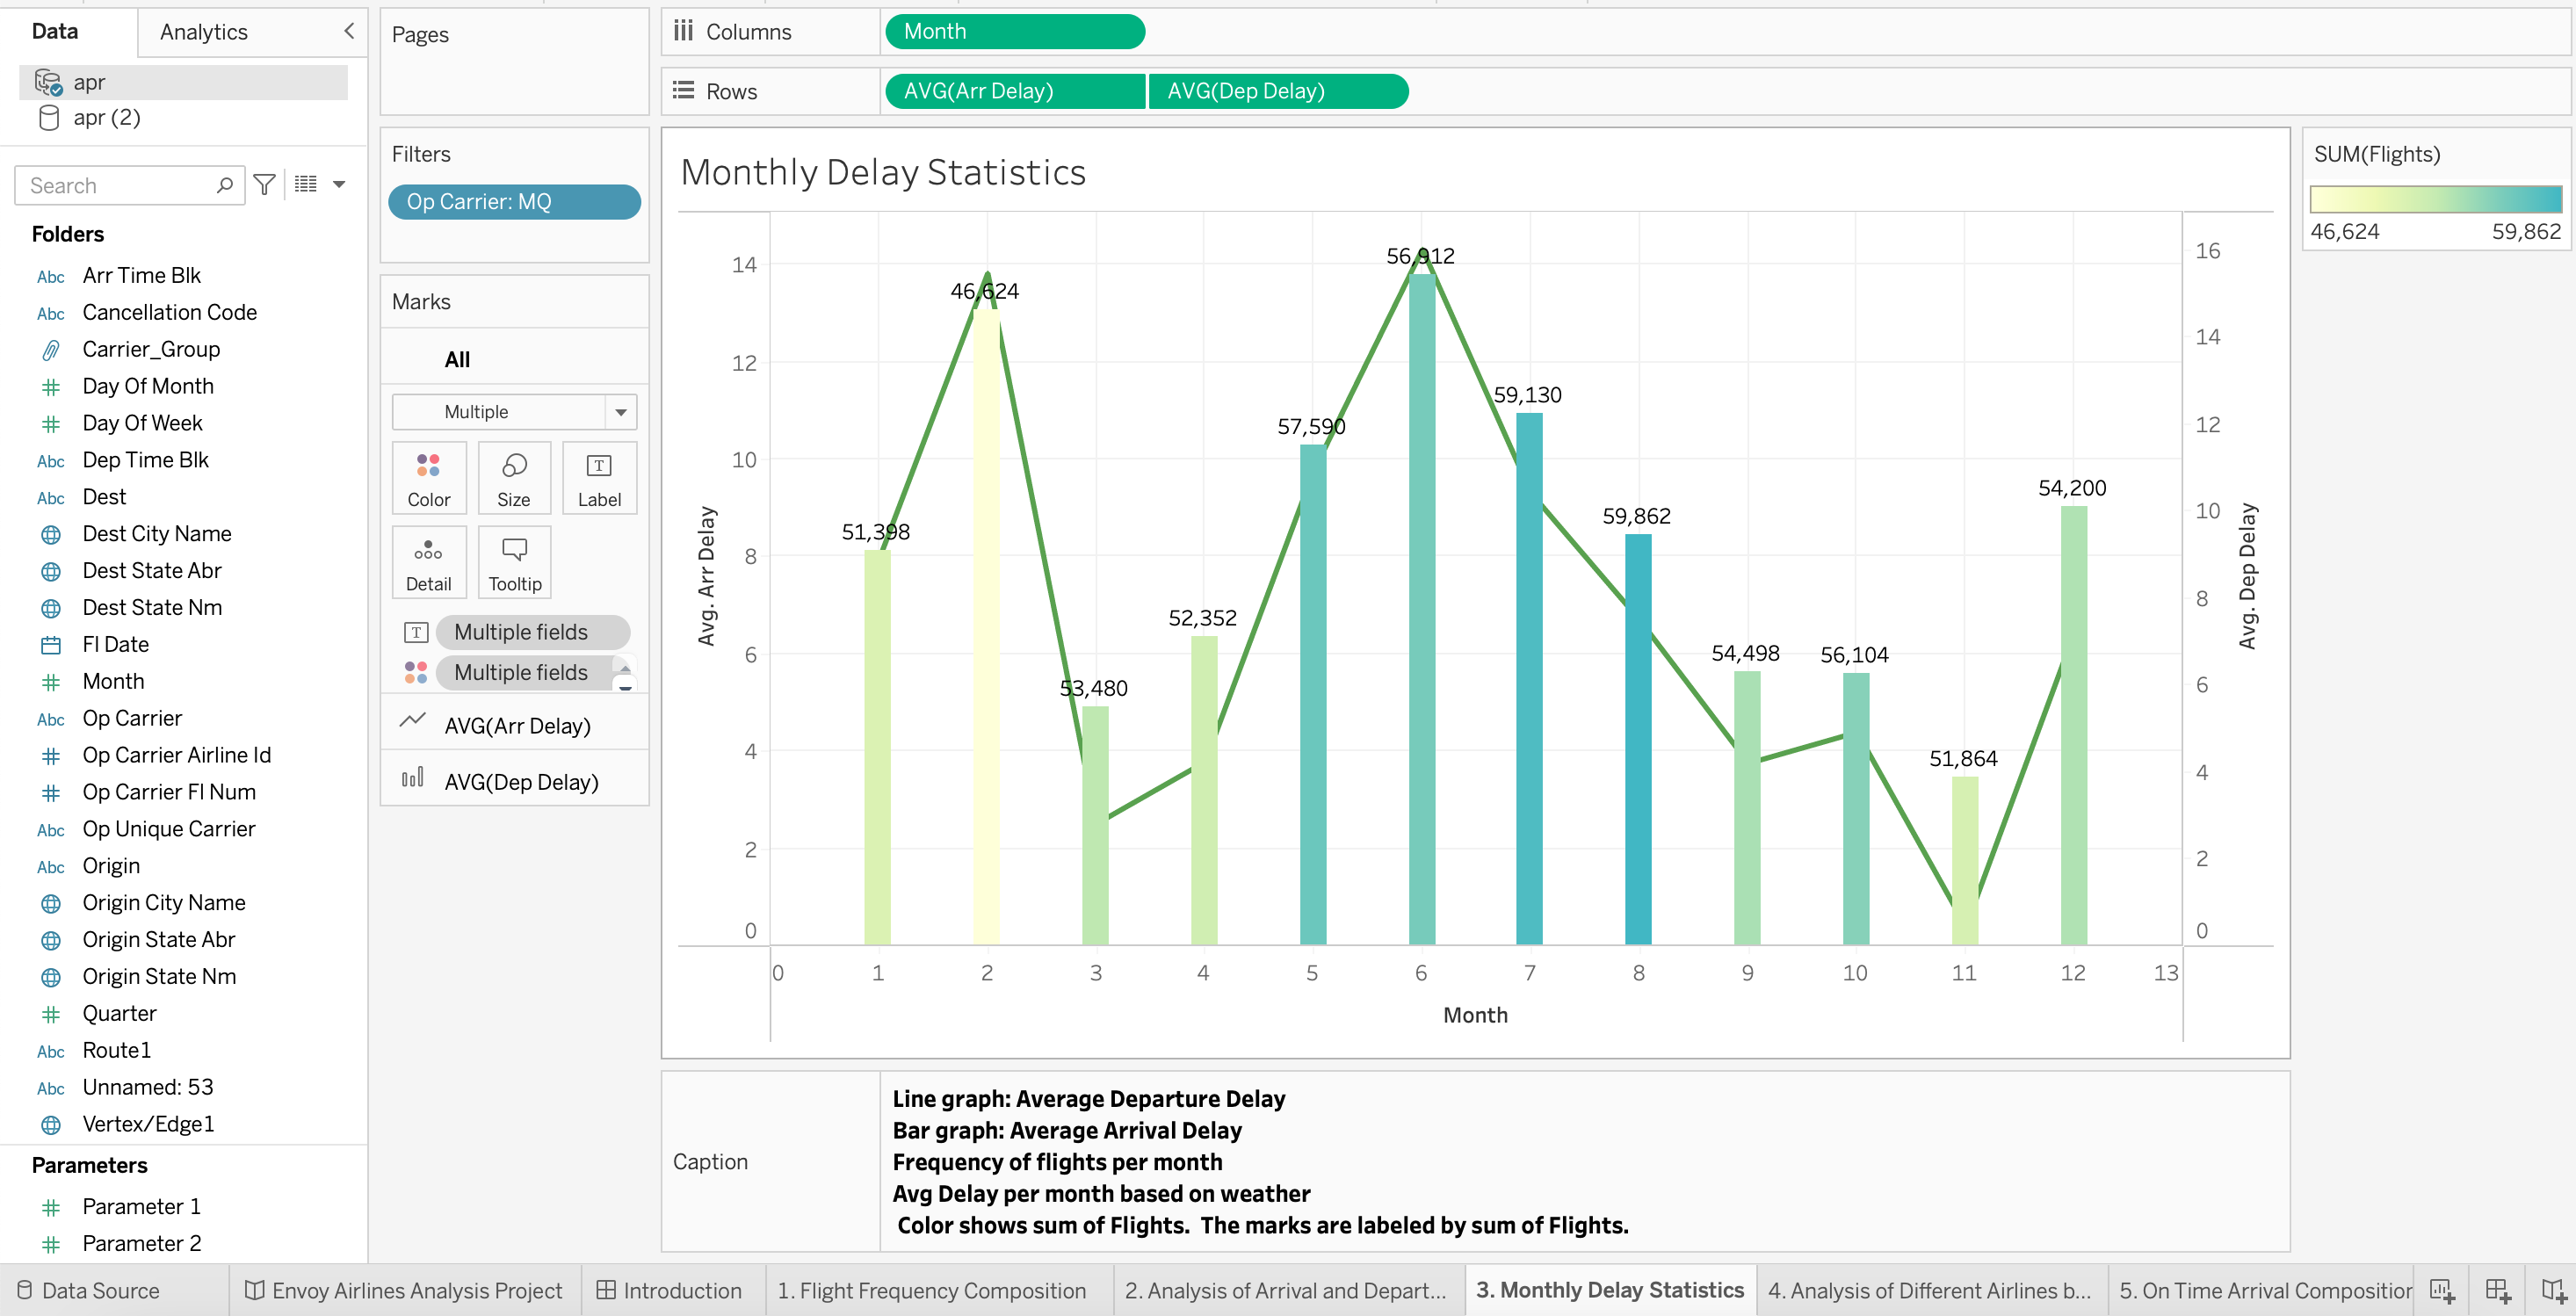 Data
Analytics
apr
apr (2)
Search
Folders
Abc Arr Time Blk
Abc Cancellation Code
Carrier_Group
# Day Of Month
# Day Of Week
Abc Dep Time Blk
Abc Dest
Dest City Name
Dest State Abr
Dest State Nm
Fl Date
# Month
Abc Op Carrier
# Op Carrier Airline Id
# Op Carrier Fl Num
Abc Op Unique Carrier
Abc Origin
Origin City Name
Origin State Abr
Origin State Nm
# Quarter
Abc Route1
Abc Unnamed: 53
Vertex/Edge1
Parameters
# Parameter 1
# Parameter 2
Pages
Filters
Op Carrier: MQ
Marks
All
Multiple
Color
Size
T Label
Detail
Tooltip
T Multiple fields
Multiple fields
AVG(Arr Delay)
AVG(Dep Delay)
Columns
Month
Rows
AVG(Arr Delay)
AVG(Dep Delay)
Monthly Delay Statistics
Avg. Arr Delay
14
12
10
8
6
4
2
0
51,398
46,624
53,480
52,352
57,590
56,912
59,130
59,862
54,498
56,104
51,864
54,200
16
14
12
10
8
6
4
2
0
Avg. Dep Delay
0 1 2 3 4 5 6 7 8 9 10 11 12 13
Month
SUM(Flights)
46,624 59,862
Caption
Line graph: Average Departure Delay
Bar graph: Average Arrival Delay
Frequency of flights per month
Avg Delay per month based on weather
Color shows sum of Flights. The marks are labeled by sum of Flights.
Data Source
Envoy Airlines Analysis Project
Introduction
1. Flight Frequency Composition
2. Analysis of Arrival and Depart...
3. Monthly Delay Statistics
4. Analysis of Different Airlines b...
5. On Time Arrival Composition